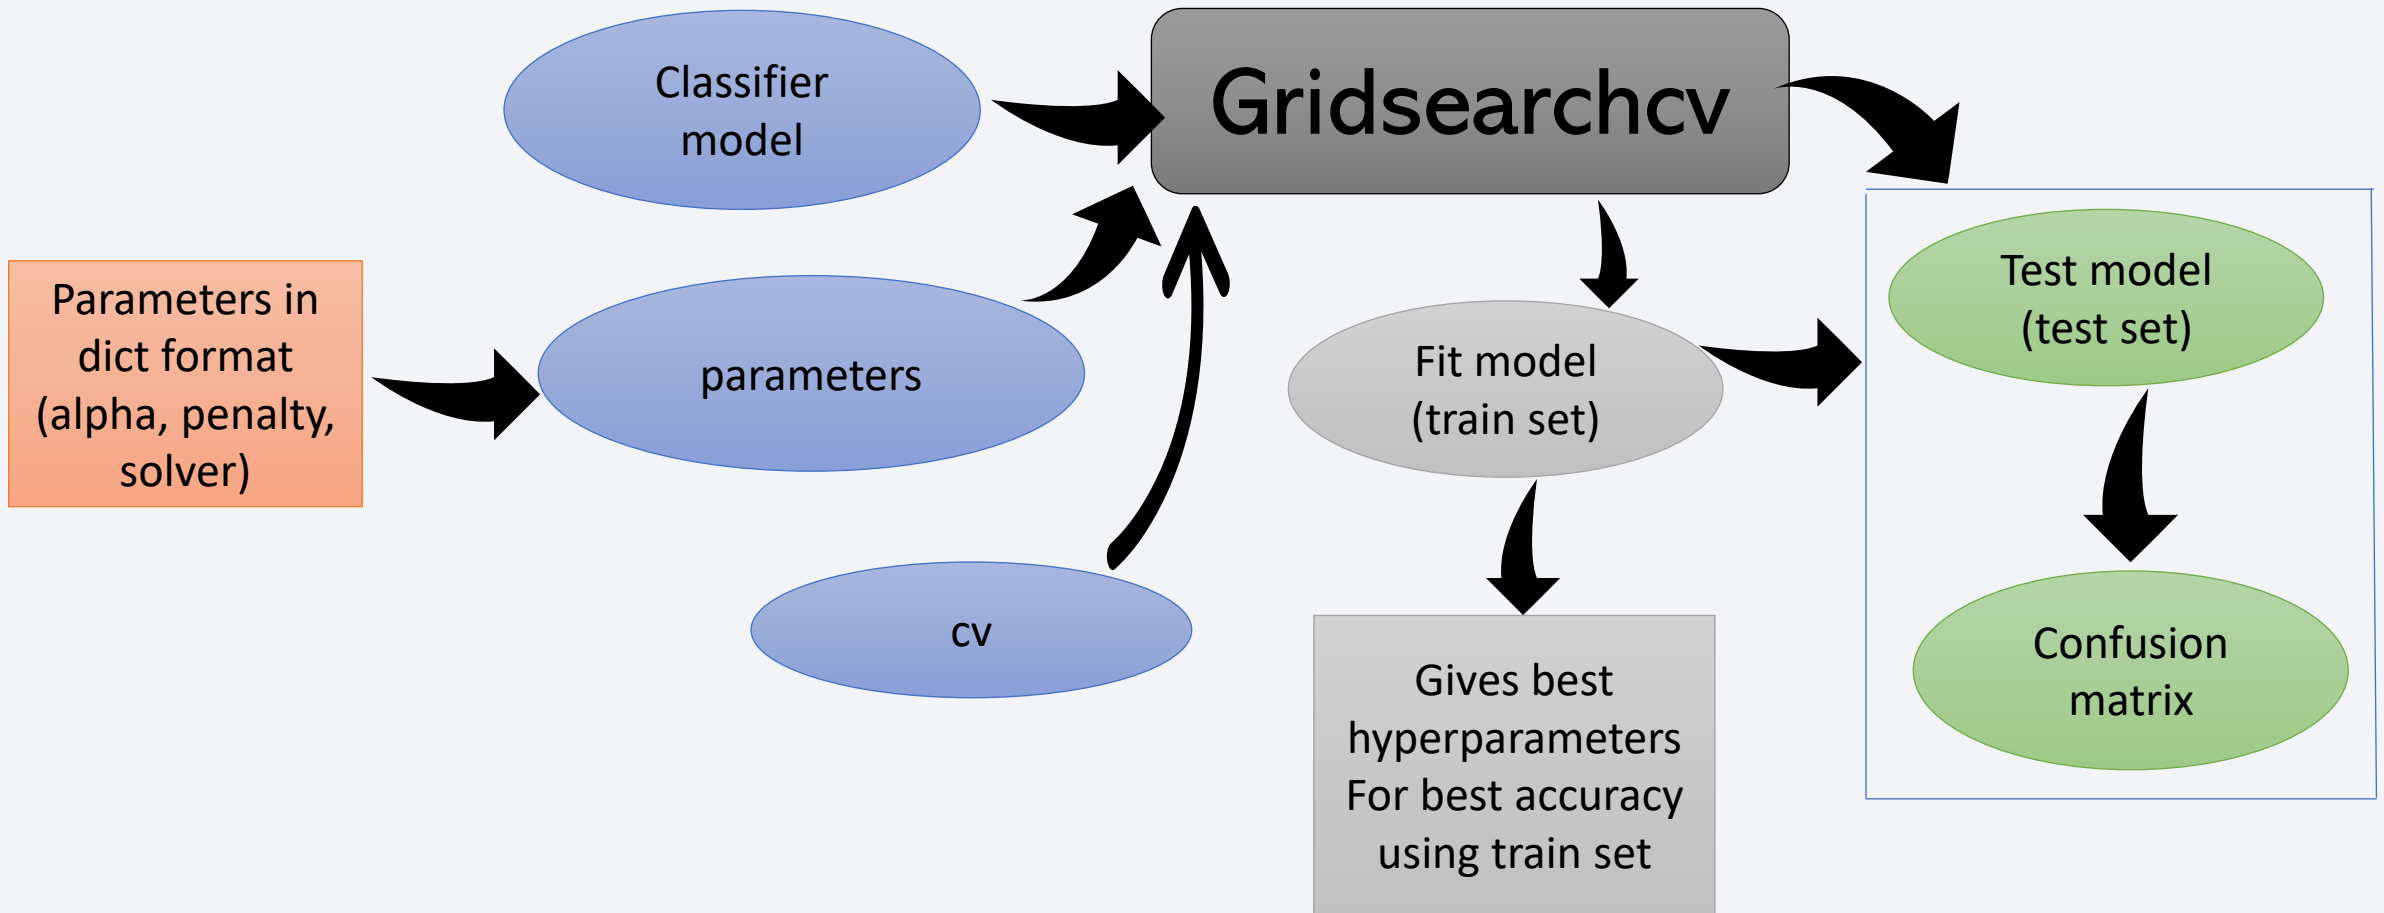 Classifier
model
Gridsearchcv
Parameters in
dict format
(alpha, penalty,
solver)
parameters
cv
Fit model
(train set)
Gives best
hyperparameters
For best accuracy
using train set
Test model
(test set)
Confusion
matrix